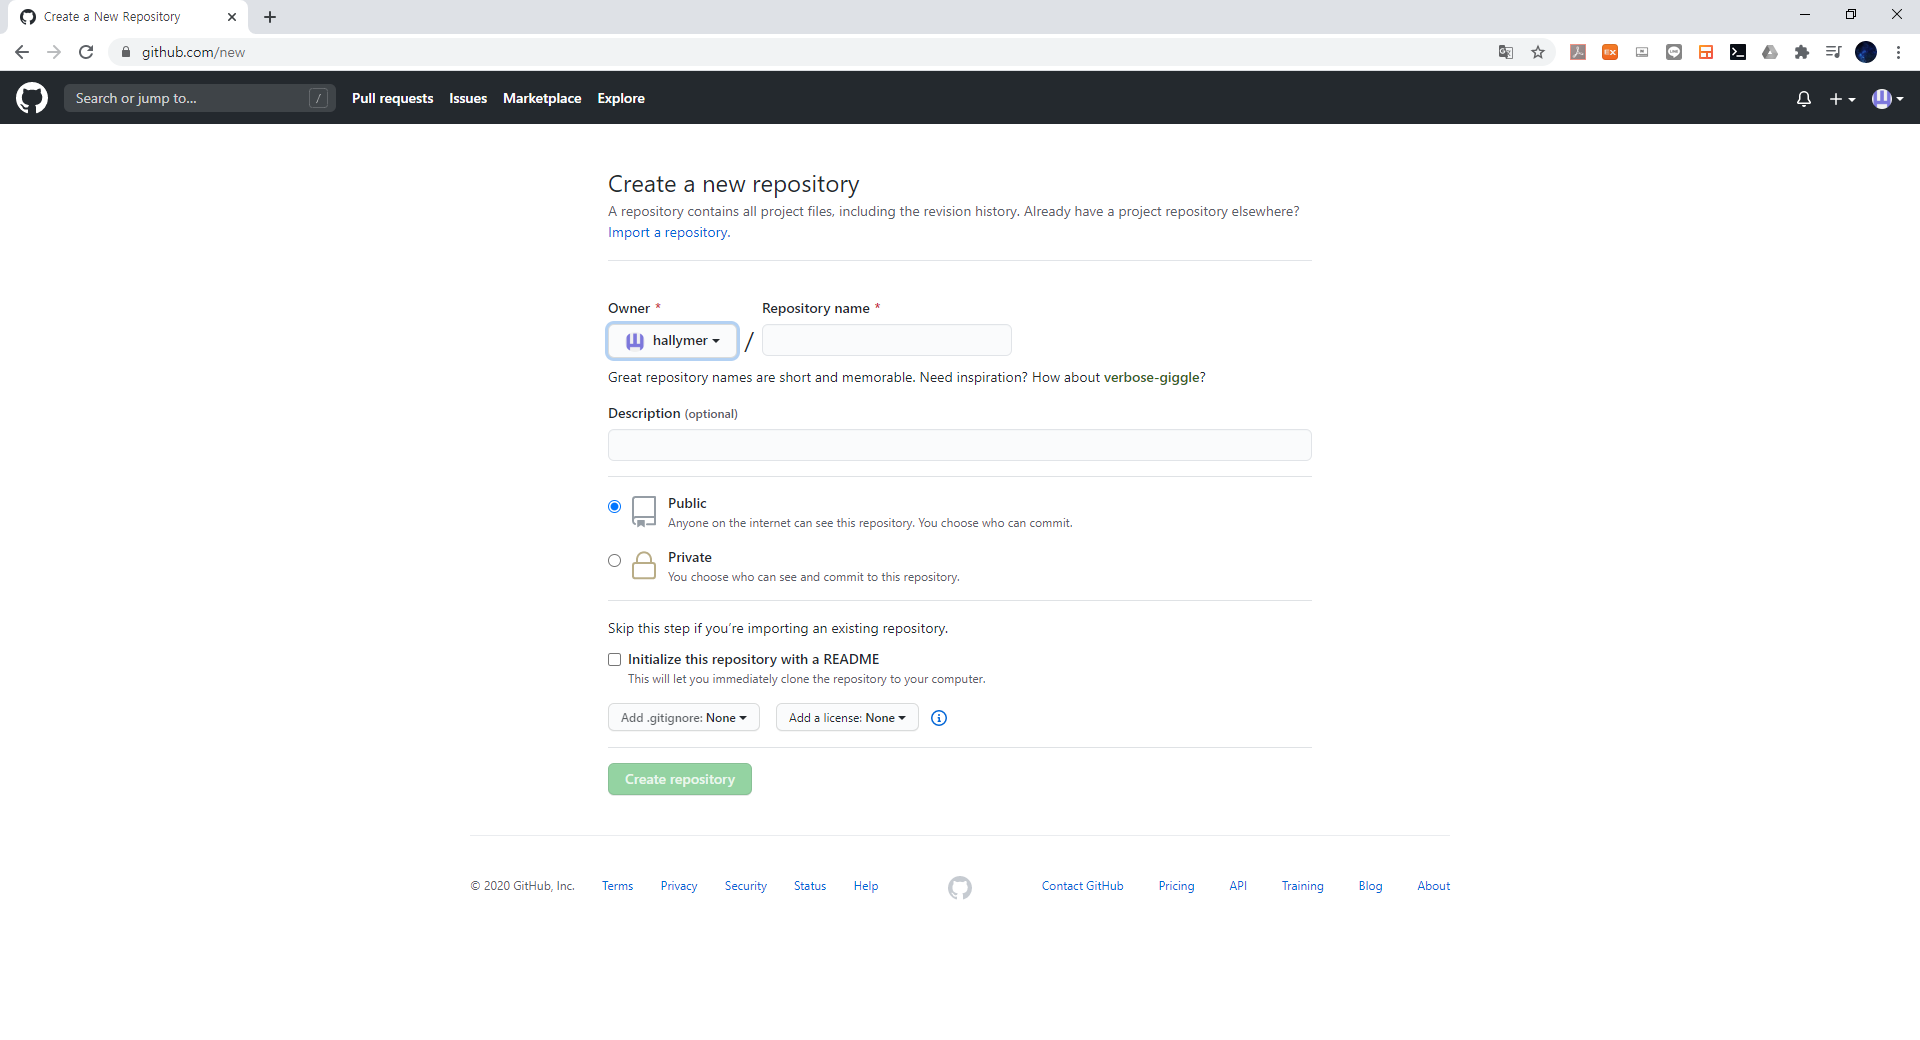 Create a New Repository
github.com/new
Search or jump to... /
Pull requests Issues Marketplace Explore
Create a new repository
A repository contains all project files, including the revision history. Already have a project repository elsewhere?
Import a repository.
Owner * Repository name *
hallymer /
Great repository names are short and memorable. Need inspiration? How about verbose-giggle?
Description (optional)
Public
Anyone on the internet can see this repository. You choose who can commit.
Private
You choose who can see and commit to this repository.
Skip this step if you’re importing an existing repository.
Initialize this repository with a README
This will let you immediately clone the repository to your computer.
Add .gitignore: None Add a license: None
Create repository
© 2020 GitHub, Inc. Terms Privacy Security Status Help Contact GitHub Pricing API Training Blog About